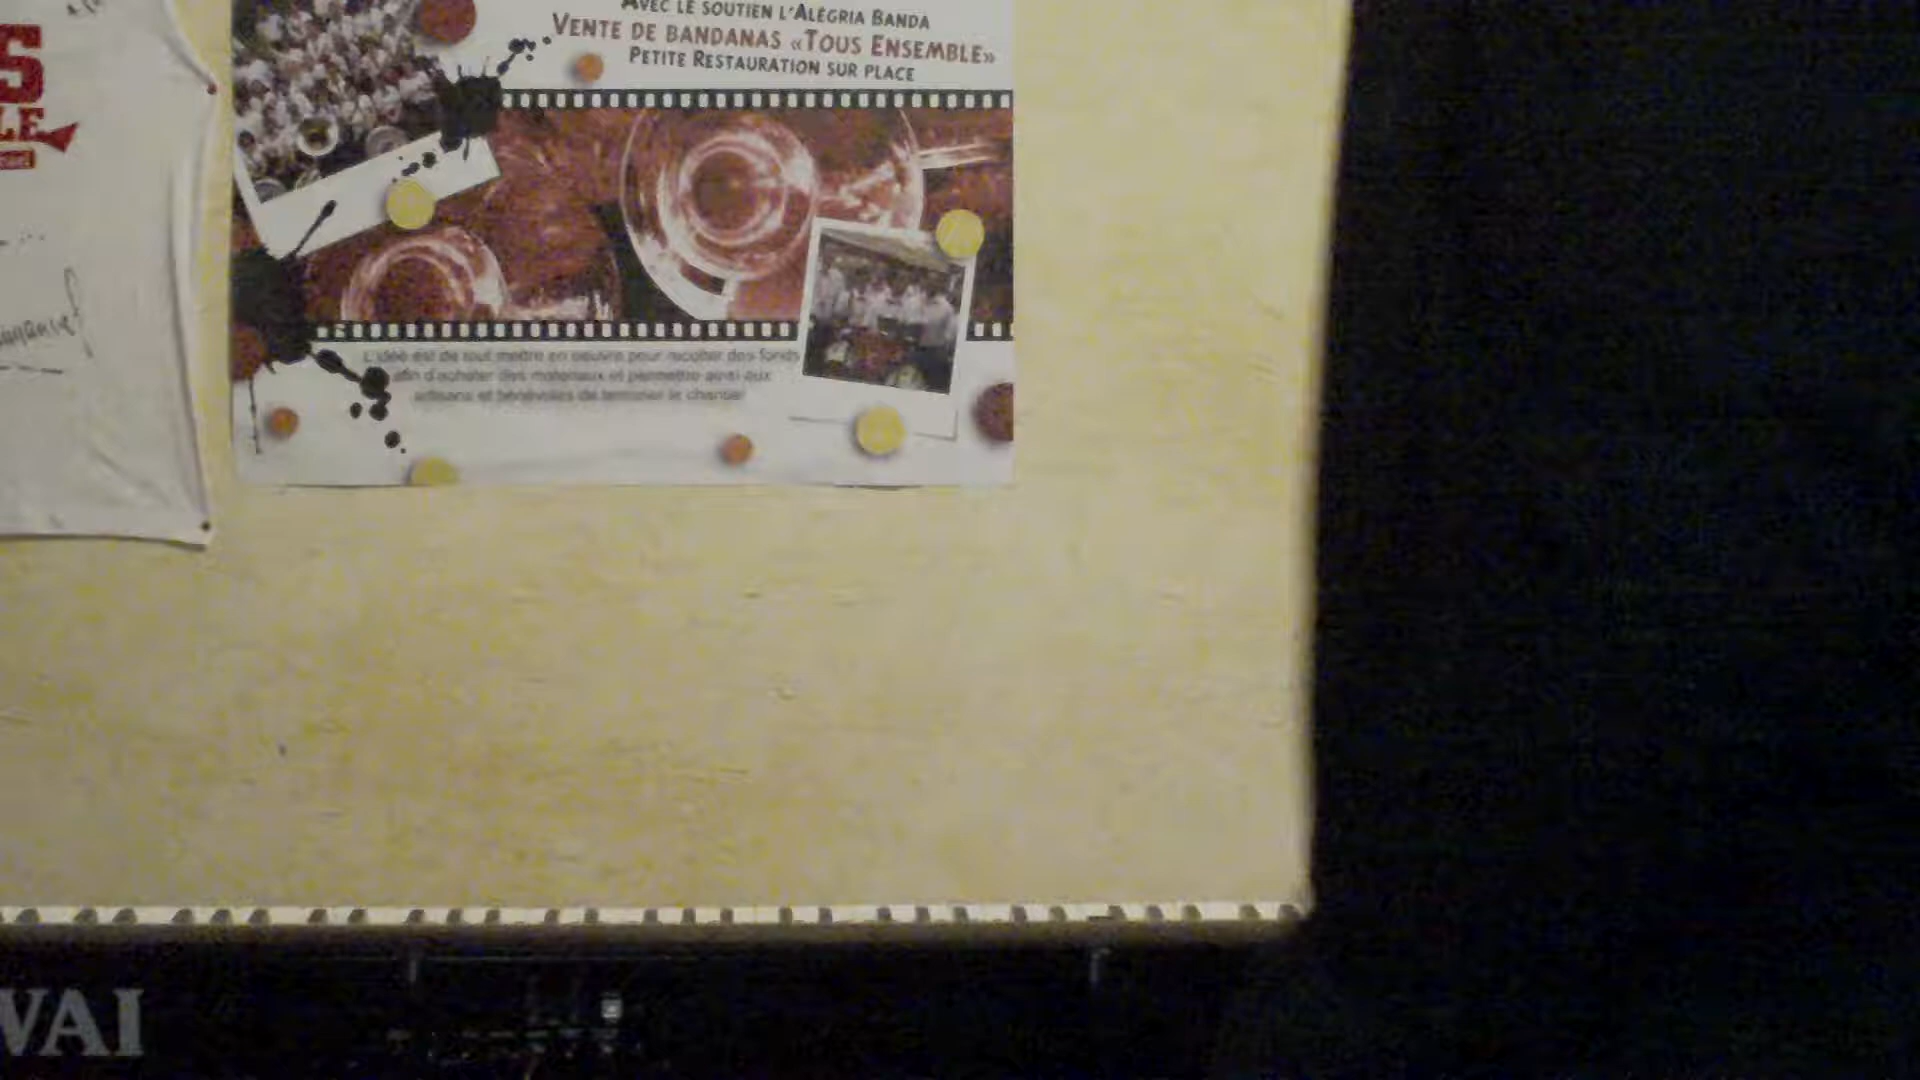 S
LE
AVEC LE SOUTIEN L'ALÉGRIA BANDA
VENTE DE BANDANAS «TOUS ENSEMBLE»
PETITE RESTAURATION SUR PLACE
L'idée est de tout mettre en oeuvre pour récolter des fonds
afin d'acheter des matériaux et permettre ainsi aux
artisans et bénévoles de terminer le chantier
WAI